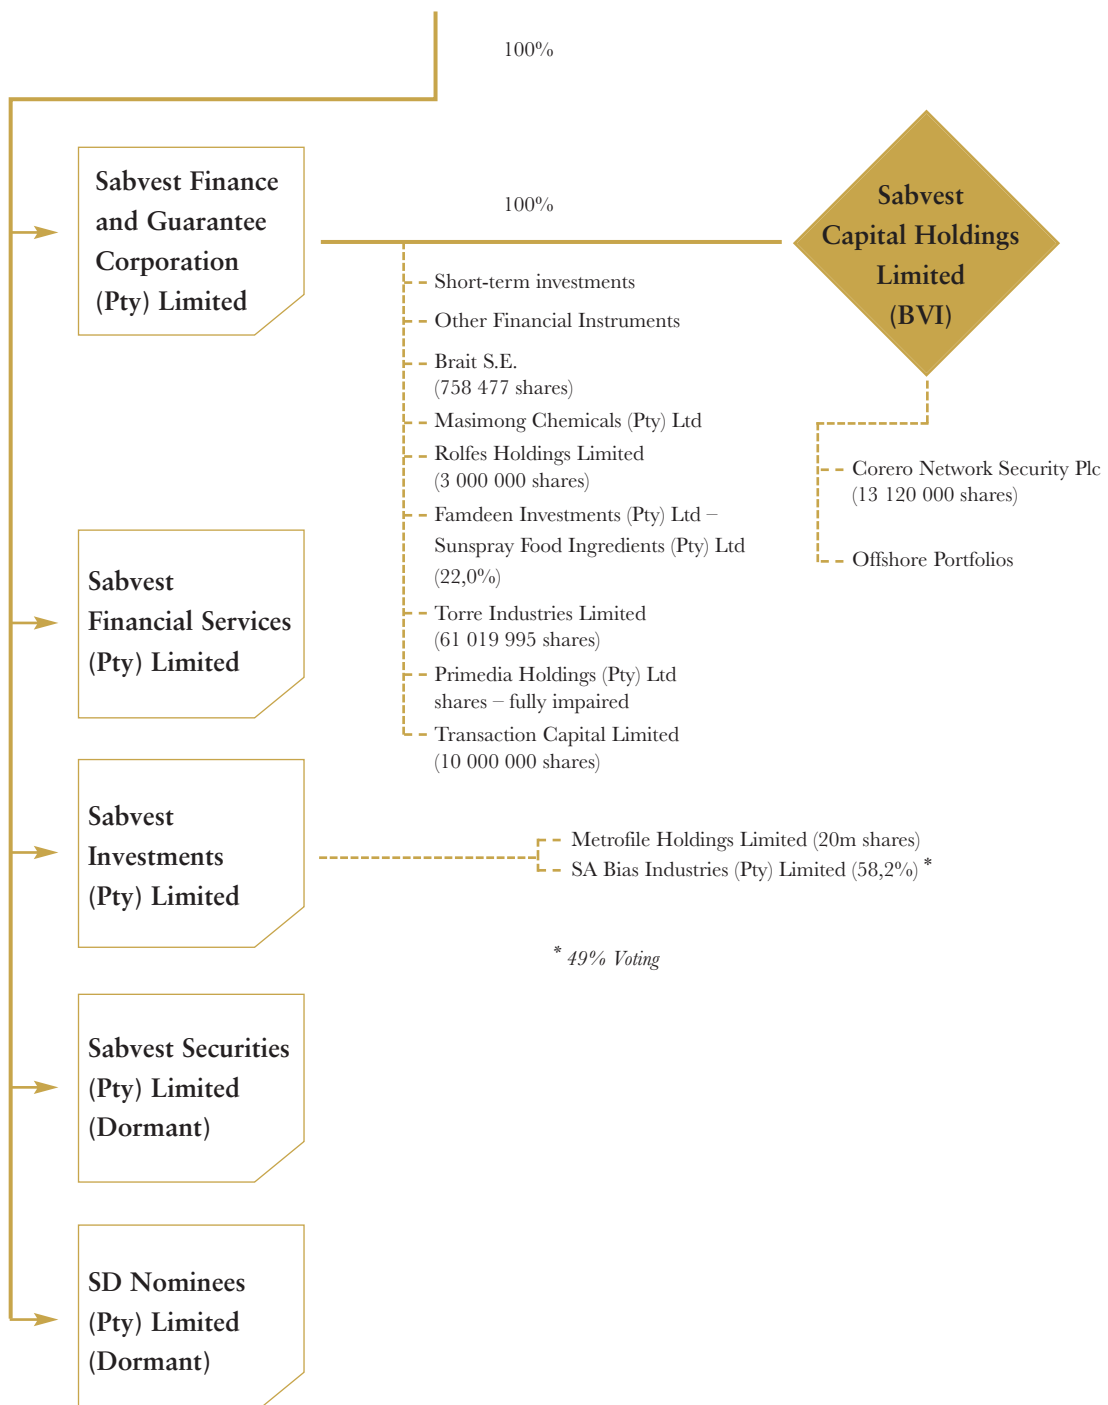 100%
Sabvest Finance
and Guarantee
Corporation
(Pty) Limited
100%
Sabvest
Capital Holdings
Limited
(BVI)
Short-term investments
Other Financial Instruments
Brait S.E.
(758 477 shares)
Masimong Chemicals (Pty) Ltd
Rolfes Holdings Limited
(3 000 000 shares)
Famdeen Investments (Pty) Ltd –
Sunspray Food Ingredients (Pty) Ltd
(22,0%)
Torre Industries Limited
(61 019 995 shares)
Primedia Holdings (Pty) Ltd
shares – fully impaired
Transaction Capital Limited
(10 000 000 shares)
Corero Network Security Plc
(13 120 000 shares)
Offshore Portfolios
Sabvest
Financial Services
(Pty) Limited
Sabvest
Investments
(Pty) Limited
Metrofile Holdings Limited (20m shares)
SA Bias Industries (Pty) Limited (58,2%) *
* 49% Voting
Sabvest Securities
(Pty) Limited
(Dormant)
SD Nominees
(Pty) Limited
(Dormant)